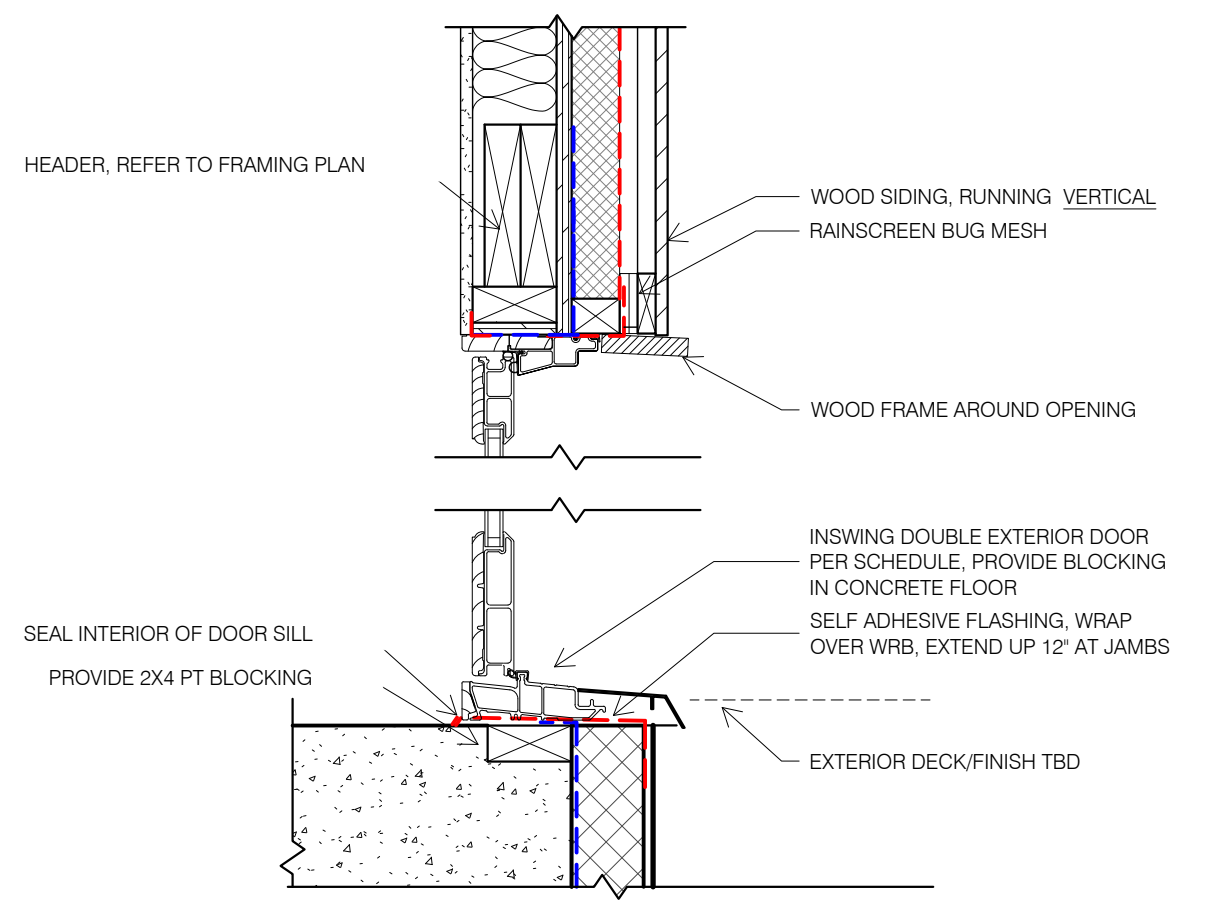 HEADER, REFER TO FRAMING PLAN
WOOD SIDING, RUNNING VERTICAL
RAINSCREEN BUG MESH
WOOD FRAME AROUND OPENING
INSWING DOUBLE EXTERIOR DOOR
PER SCHEDULE, PROVIDE BLOCKING
IN CONCRETE FLOOR
SELF ADHESIVE FLASHING, WRAP
OVER WRB, EXTEND UP 12" AT JAMBS
SEAL INTERIOR OF DOOR SILL
PROVIDE 2X4 PT BLOCKING
EXTERIOR DECK/FINISH TBD